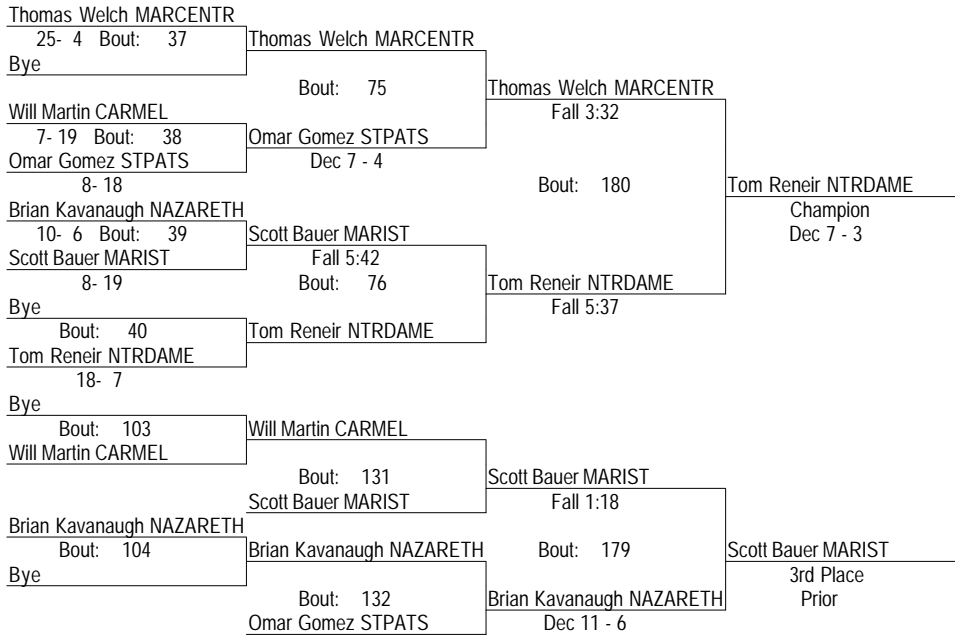 Thomas Welch MARCENTR
25- 4 Bout: 37
Thomas Welch MARCENTR
Bye
Bout: 75
Thomas Welch MARCENTR
Will Martin CARMEL
Fall 3:32
7- 19 Bout: 38
Omar Gomez STPATS
Omar Gomez STPATS
Dec 7 - 4
8- 18
Bout: 180
Tom Reneir NTRDAME
Brian Kavanaugh NAZARETH
Champion
10- 6 Bout: 39
Scott Bauer MARIST
Dec 7 - 3
Scott Bauer MARIST
Fall 5:42
8- 19
Bout: 76
Tom Reneir NTRDAME
Bye
Fall 5:37
Bout: 40
Tom Reneir NTRDAME
Tom Reneir NTRDAME
18- 7
Bye
Bout: 103
Will Martin CARMEL
Will Martin CARMEL
Bout: 131
Scott Bauer MARIST
Scott Bauer MARIST
Fall 1:18
Brian Kavanaugh NAZARETH
Bout: 104
Brian Kavanaugh NAZARETH
Bout: 179
Scott Bauer MARIST
Bye
3rd Place
Bout: 132
Brian Kavanaugh NAZARETH
Prior
Omar Gomez STPATS
Dec 11 - 6